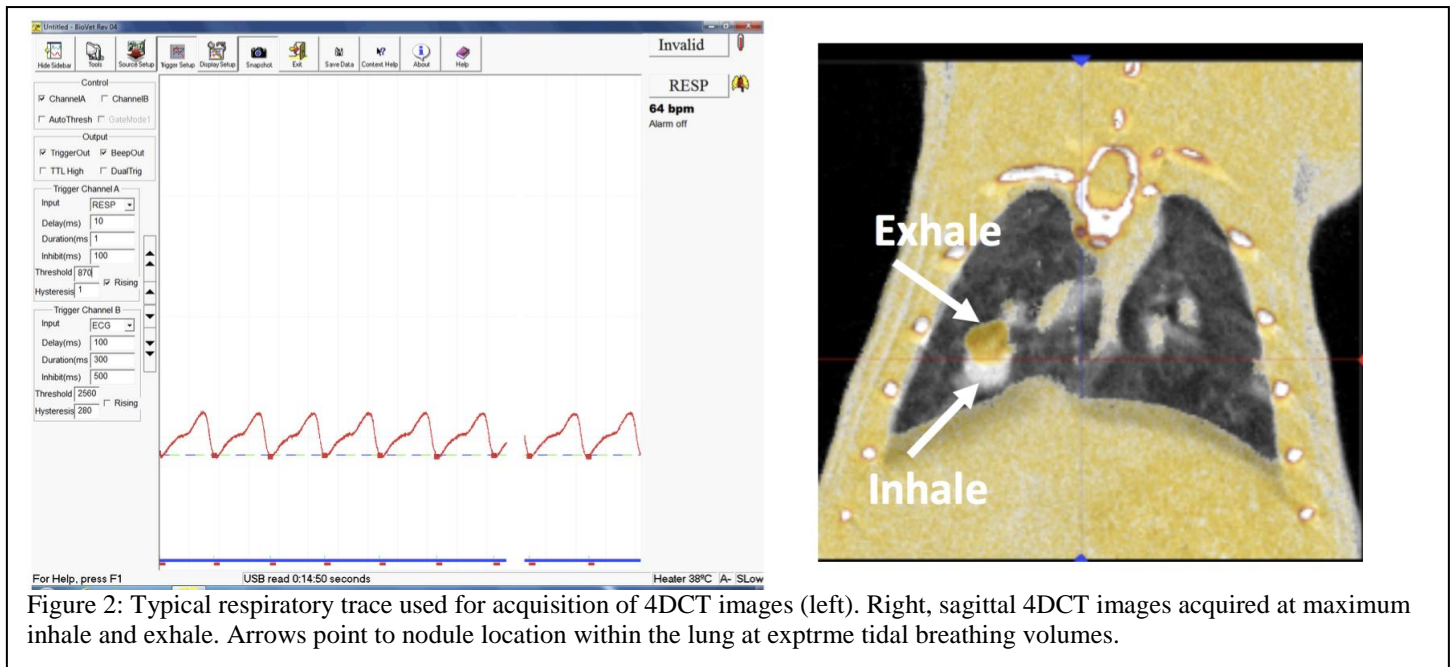 Untitled - BioVet Rev 04
Hide Sidebar Tools Source Setup Trigger Setup Display Setup Snapshot Exit Save Data Context Help About Help
Control
ChannelA ChannelB
AutoThresh GateMode1
Output
TriggerOut BeepOut
TTL High DualTrig
Trigger Channel A
Input RESP
Delay(ms) 10
Duration(ms 1
Inhibit(ms) 100
Threshold 870
Rising
Hysteresis 1
Trigger Channel B
Input ECG
Delay(ms) 100
Duration(ms 300
Inhibit(ms) 500
Threshold 2560
Rising
Hysteresis 280
Invalid
RESP
64 bpm
Alarm off
For Help, press F1 USB read 0:14:50 seconds Heater 38ºC A- SLow
Exhale
Inhale
Figure 2: Typical respiratory trace used for acquisition of 4DCT images (left). Right, sagittal 4DCT images acquired at maximum
inhale and exhale. Arrows point to nodule location within the lung at exptrme tidal breathing volumes.